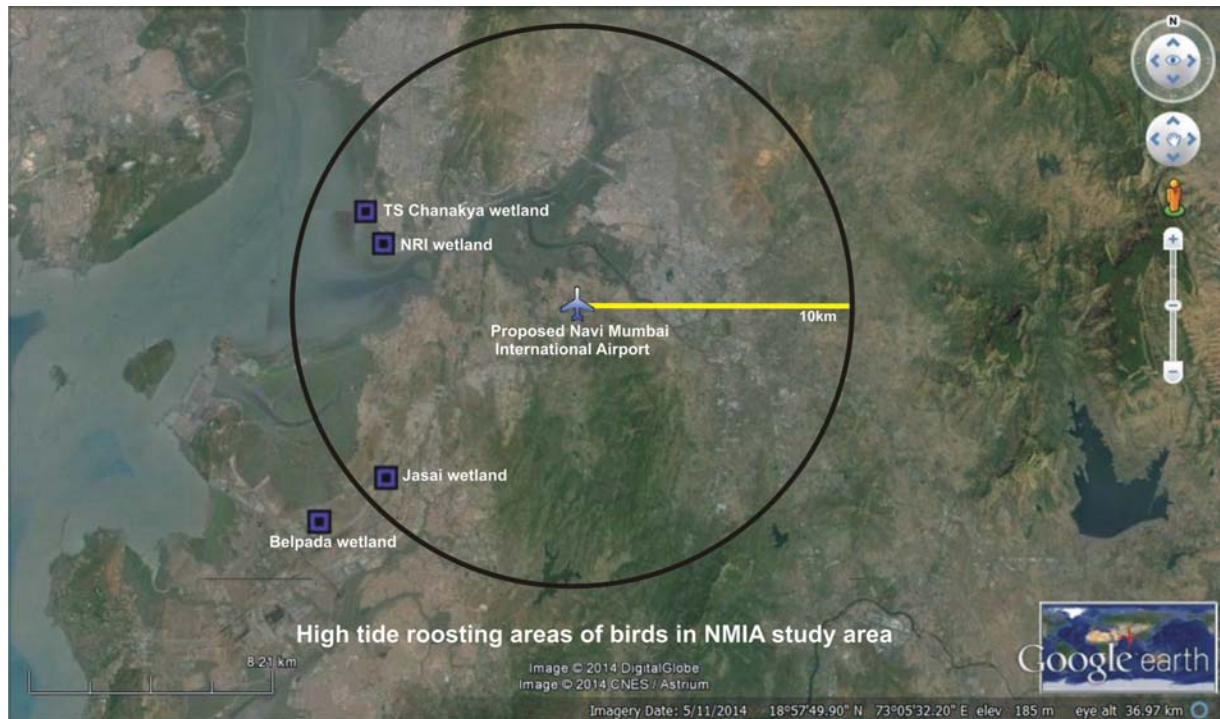 N
TS Chanakya wetland
NRI wetland
10km
Proposed Navi Mumbai
International Airport
Jasai wetland
Belpada wetland
High tide roosting areas of birds in NMIA study area
8.21 km
Image © 2014 DigitalGlobe
Image © 2014 CNES / Astrium
Google earth
Imagery Date: 5/11/2014 18°57'49.90" N 73°05'32.20" E elev 185 m eye alt 36.97 km